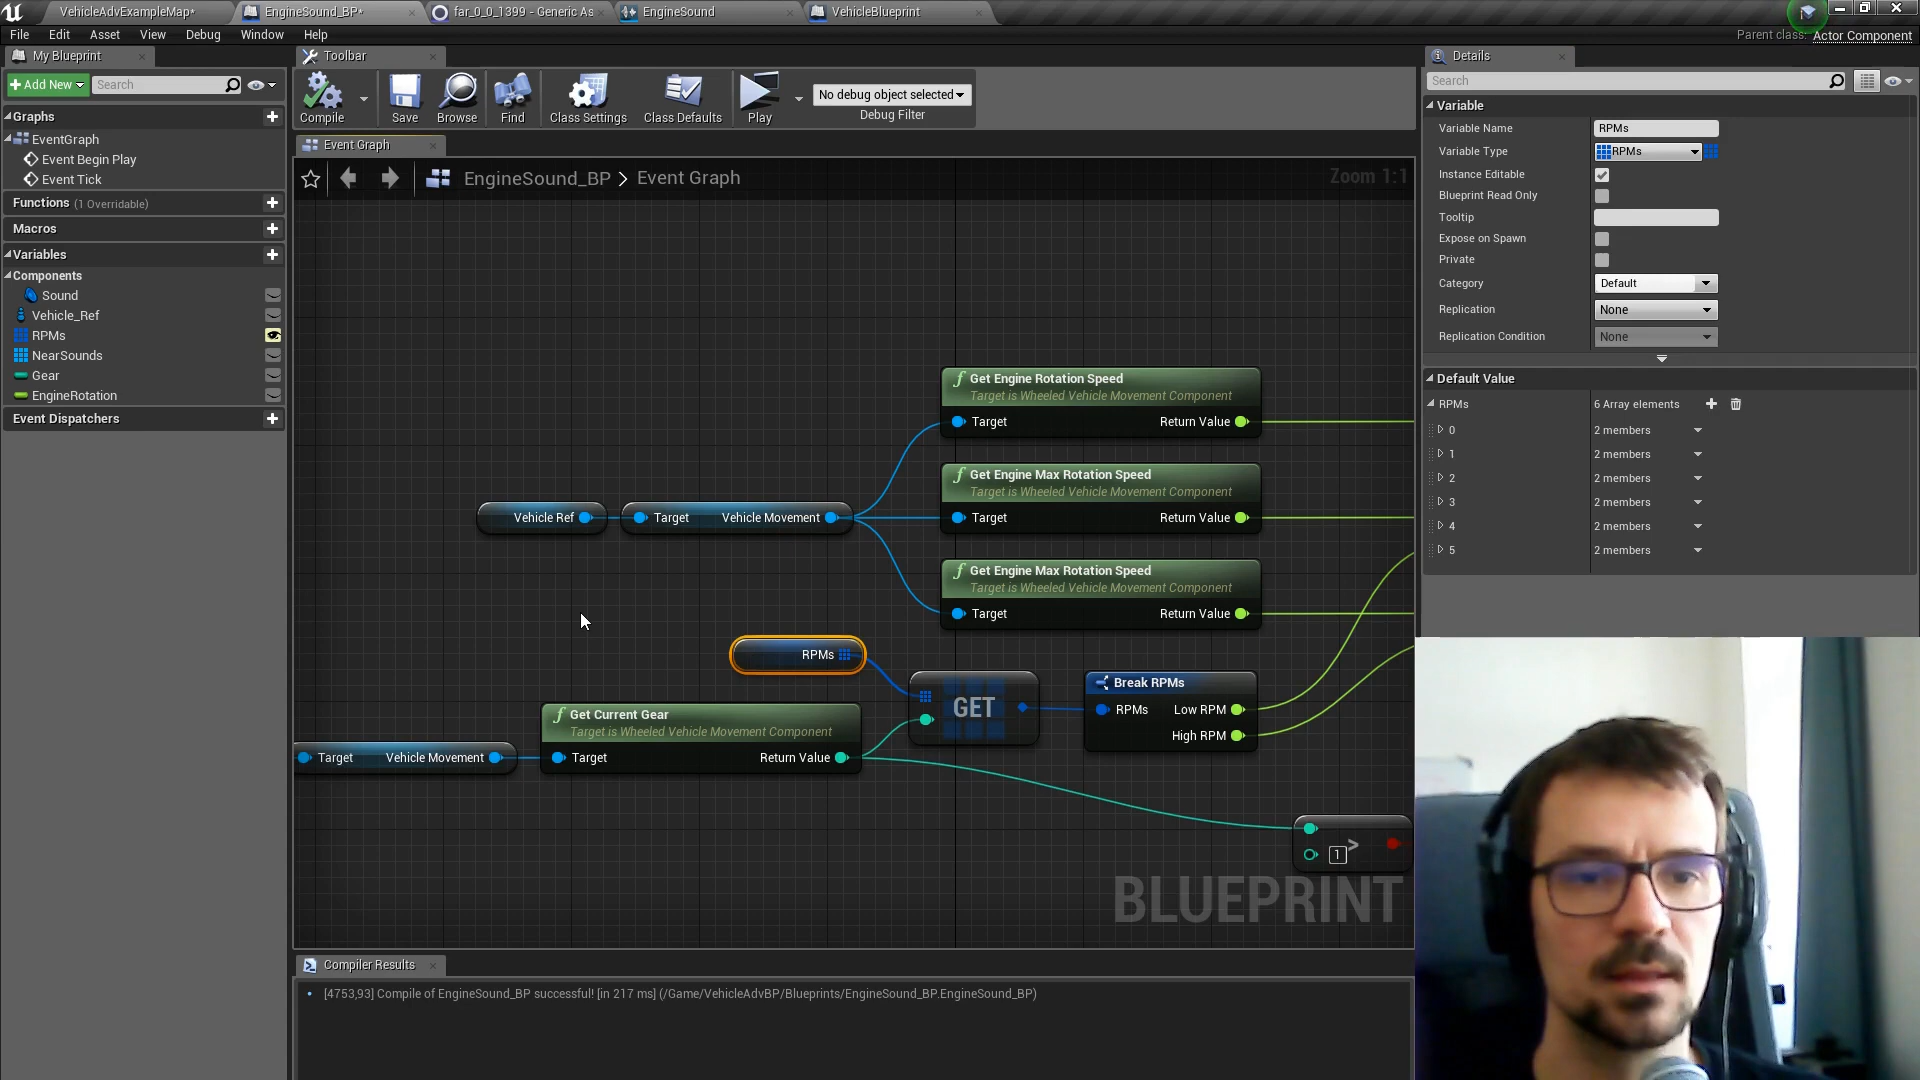 VehicleAdvExampleMap*
EngineSound_BP*
far_0_0_1399 - Generic As
EngineSound
VehicleBlueprint
File Edit Asset View Debug Window Help
Parent class: Actor Component
My Blueprint
Toolbar
Details
Add New
Search
Compile
Save
Browse
Find
Class Settings
Class Defaults
Play
No debug object selected
Debug Filter
Graphs
EventGraph
Event Begin Play
Event Tick
Functions (1 Overridable)
Macros
Variables
Components
Sound
Vehicle_Ref
RPMs
NearSounds
Gear
EngineRotation
Event Dispatchers
Event Graph
EngineSound_BP > Event Graph
Zoom 1:1
Get Engine Rotation Speed
Target is Wheeled Vehicle Movement Component
Target Return Value
Get Engine Max Rotation Speed
Target is Wheeled Vehicle Movement Component
Vehicle Ref
Target Vehicle Movement
Target Return Value
Get Engine Max Rotation Speed
Target is Wheeled Vehicle Movement Component
Target Return Value
RPMs
GET
Break RPMs
RPMs Low RPM
High RPM
Get Current Gear
Target is Wheeled Vehicle Movement Component
Target Vehicle Movement
Target Return Value
1 >
BLUEPRINT
Compiler Results
[4753,93] Compile of EngineSound_BP successful! [in 217 ms] (/Game/VehicleAdvBP/Blueprints/EngineSound_BP.EngineSound_BP)
Search
Variable
Variable Name RPMs
Variable Type RPMs
Instance Editable
Blueprint Read Only
Tooltip
Expose on Spawn
Private
Category Default
Replication None
Replication Condition None
Default Value
RPMs 6 Array elements
0 2 members
1 2 members
2 2 members
3 2 members
4 2 members
5 2 members